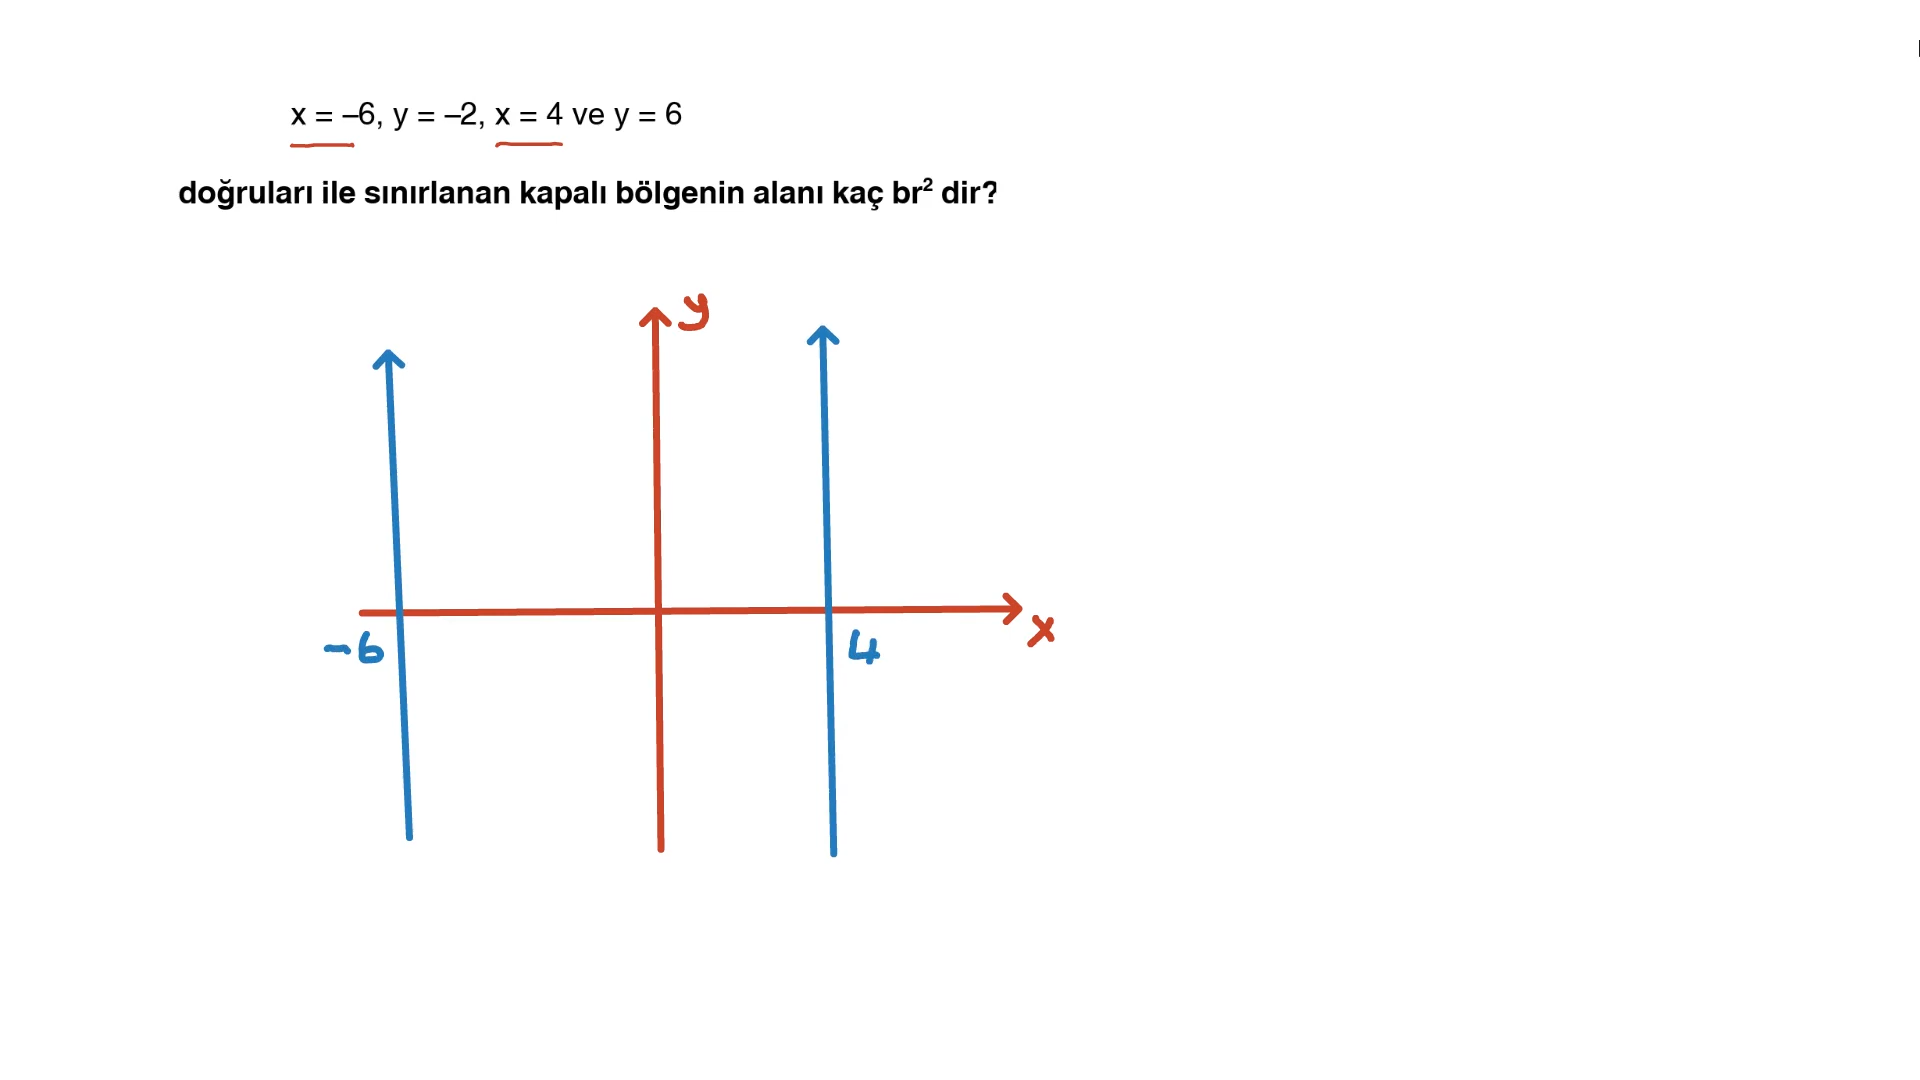 x = –6, y = –2, x = 4 ve y = 6
doğruları ile sınırlanan kapalı bölgenin alanı kaç br² dir?
y
x
-6
4